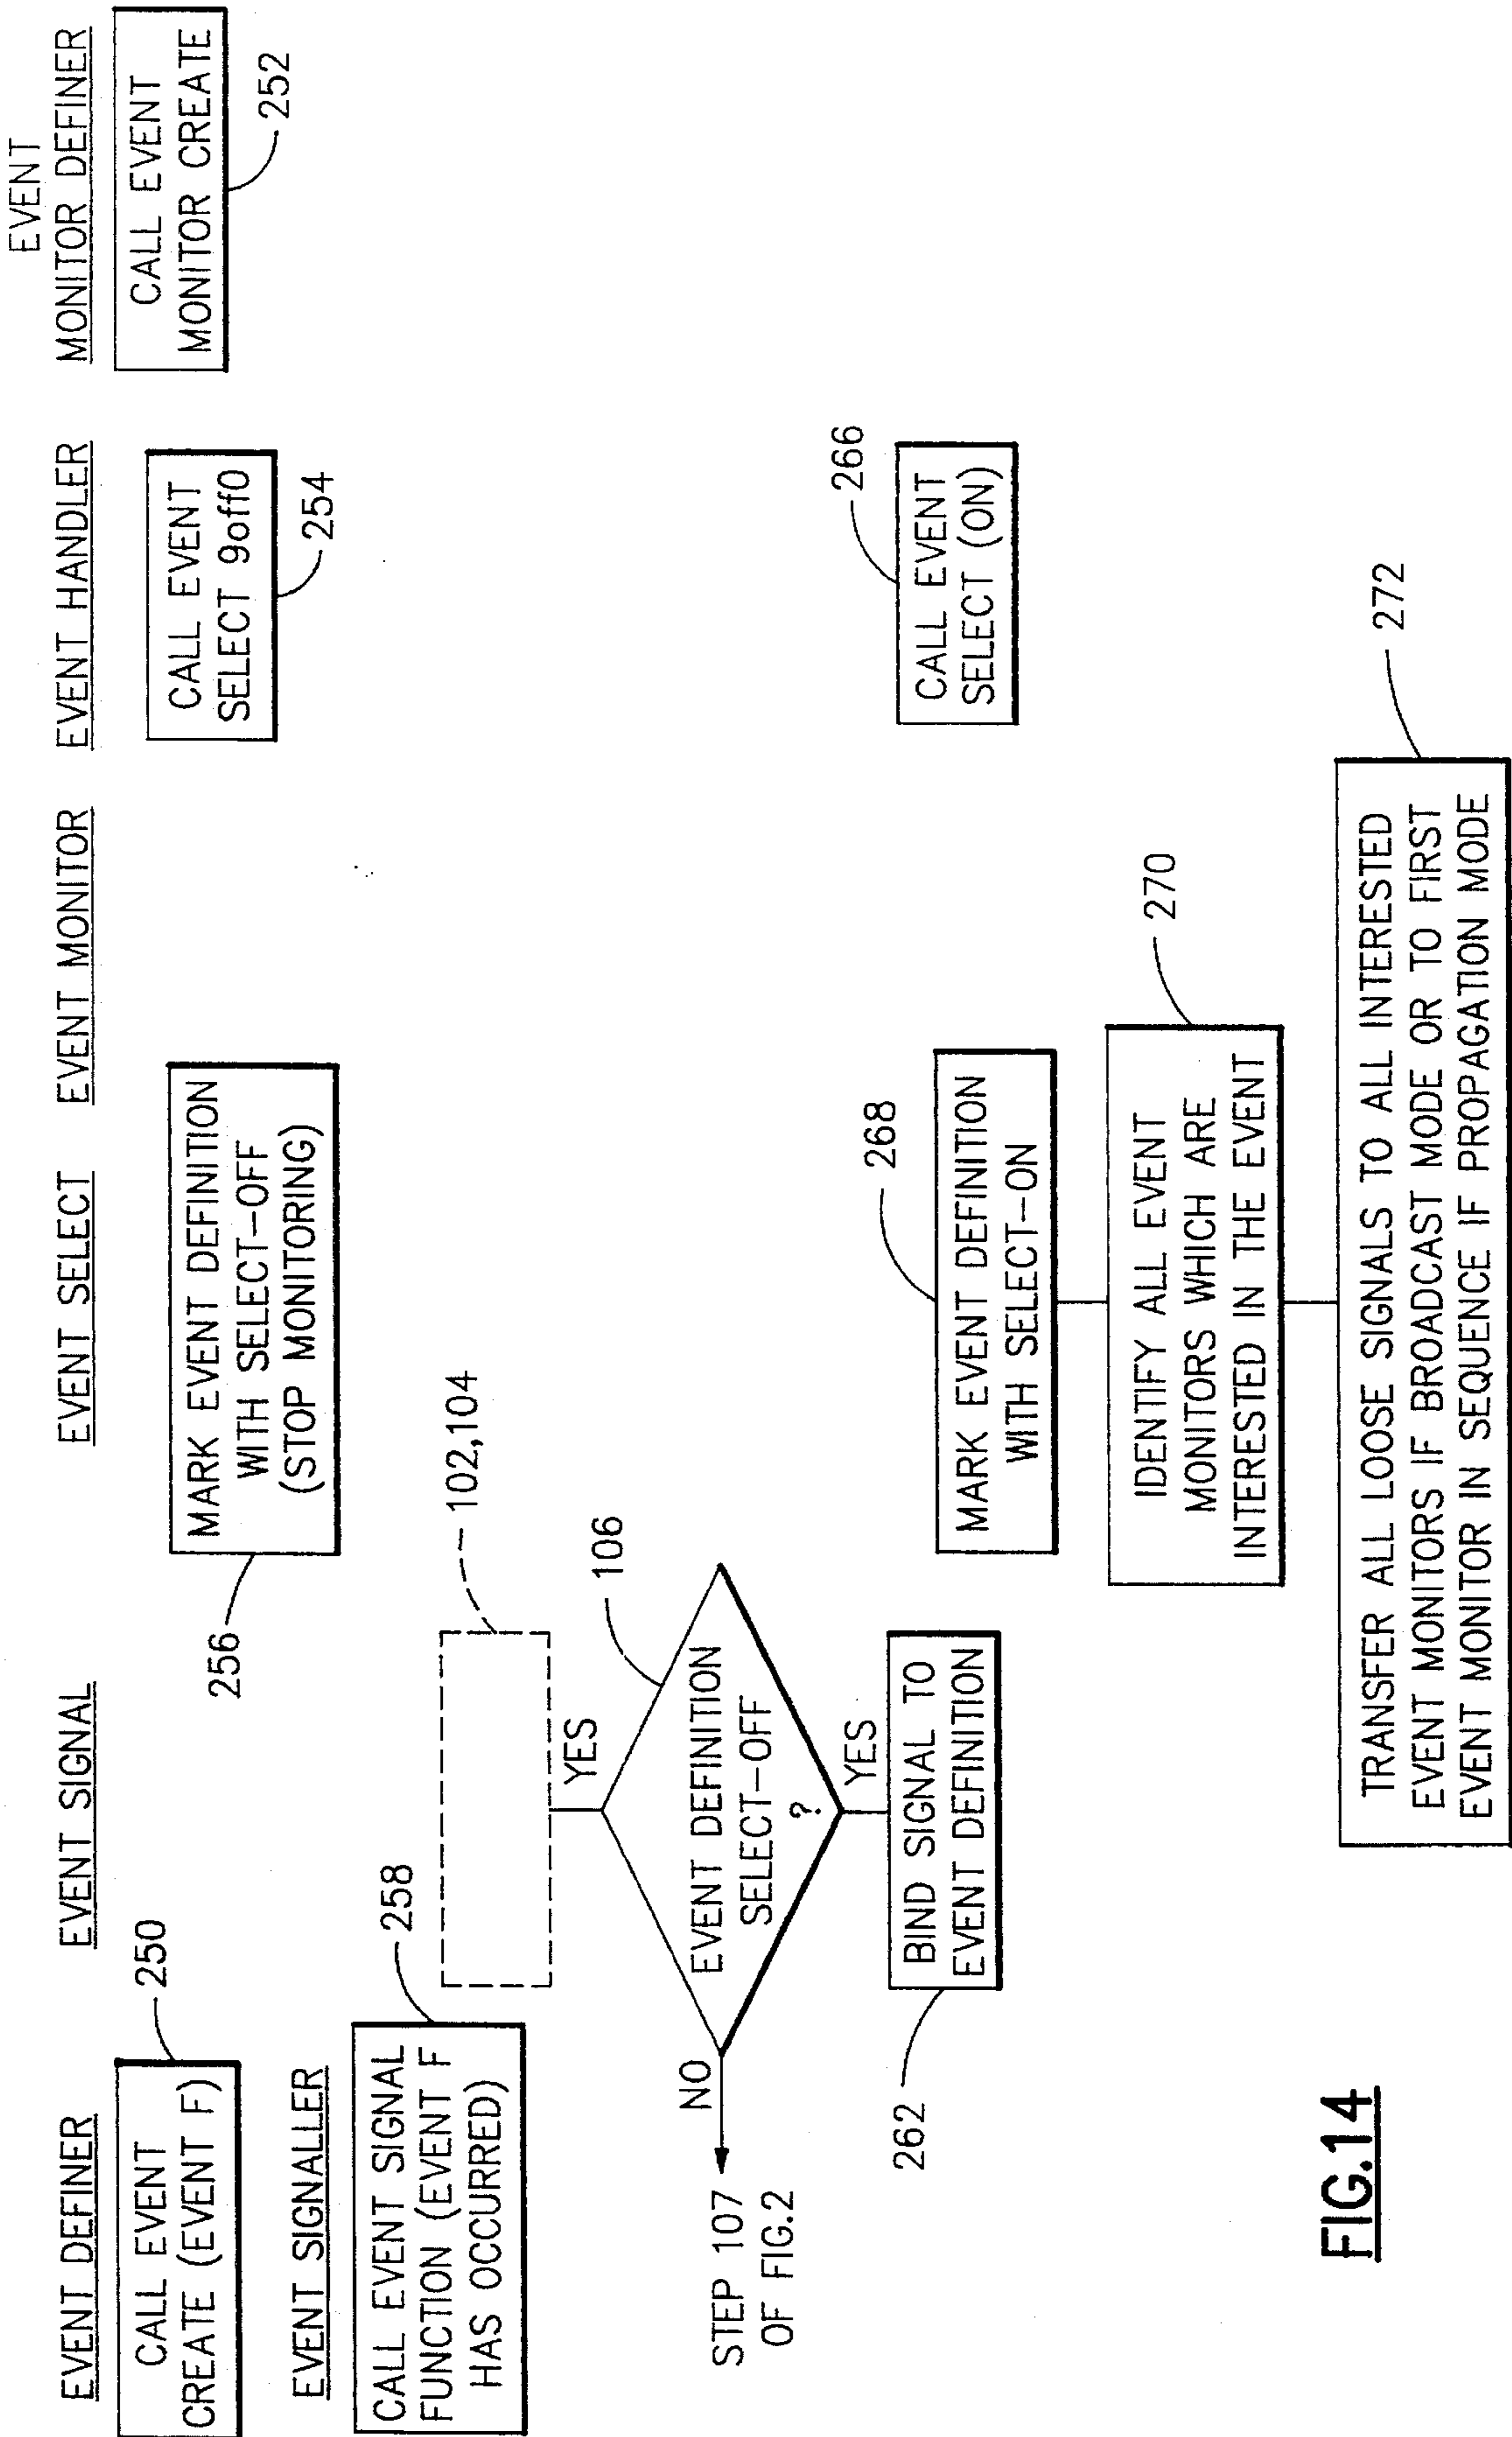 EVENT DEFINER
CALL EVENT
CREATE (EVENT F)
250
EVENT SIGNALLER
CALL EVENT SIGNAL
FUNCTION (EVENT F
HAS OCCURRED)
258
EVENT SIGNAL
102,104
YES
106
EVENT DEFINITION
SELECT-OFF
?
NO
STEP 107
OF FIG.2
YES
BIND SIGNAL TO
EVENT DEFINITION
262
EVENT SELECT
MARK EVENT DEFINITION
WITH SELECT-OFF
(STOP MONITORING)
256
MARK EVENT DEFINITION
WITH SELECT-ON
268
IDENTIFY ALL EVENT
MONITORS WHICH ARE
INTERESTED IN THE EVENT
270
TRANSFER ALL LOOSE SIGNALS TO ALL INTERESTED
EVENT MONITORS IF BROADCAST MODE OR TO FIRST
EVENT MONITOR IN SEQUENCE IF PROPAGATION MODE
272
EVENT MONITOR
EVENT HANDLER
CALL EVENT
SELECT 9off0
254
CALL EVENT
SELECT (ON)
266
EVENT
MONITOR DEFINER
CALL EVENT
MONITOR CREATE
252
FIG.14